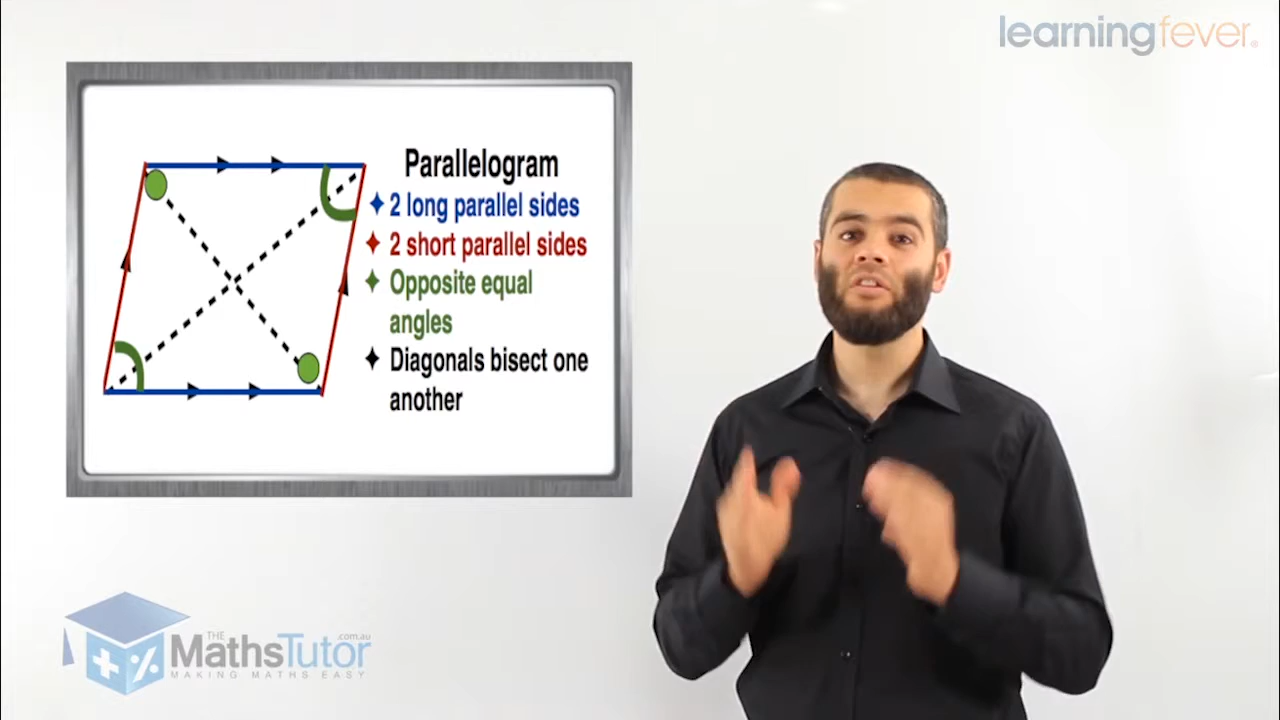 learningfever®
Parallelogram
2 long parallel sides
2 short parallel sides
Opposite equal
angles
Diagonals bisect one
another
THE MathsTutor .com.au
MAKING MATHS EASY
+ %